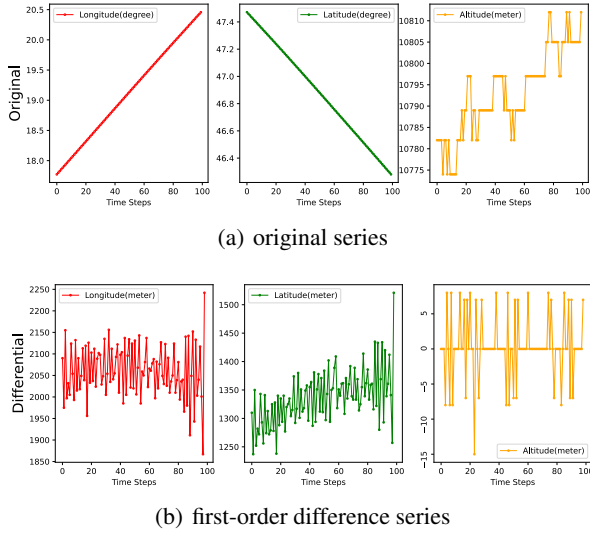 Original
20.5
20.0
19.5
19.0
18.5
18.0
Longitude(degree)
0 20 40 60 80 100
Time Steps
47.4
47.2
47.0
46.8
46.6
46.4
Latitude(degree)
0 20 40 60 80 100
Time Steps
10810
10805
10800
10795
10790
10785
10780
10775
Altitude(meter)
0 20 40 60 80 100
Time Steps
(a) original series
Differential
2250
2200
2150
2100
2050
2000
1950
1900
1850
Longitude(meter)
0 20 40 60 80 100
Time Steps
1500
1450
1400
1350
1300
1250
Latitude(meter)
0 20 40 60 80 100
Time Steps
5
0
−5
−10
−15
Altitude(meter)
0 20 40 60 80 100
Time Steps
(b) first-order difference series